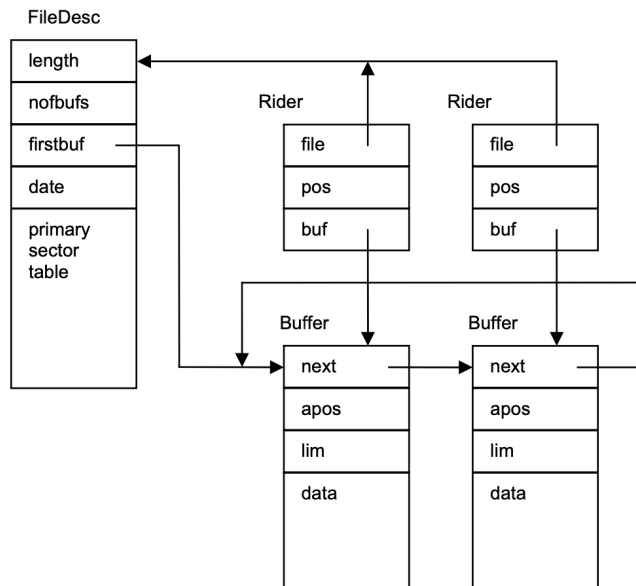 FileDesc
length
nofbufs
firstbuf
date
primary
sector
table
Rider
file
pos
buf
Rider
file
pos
buf
Buffer
next
apos
lim
data
Buffer
next
apos
lim
data